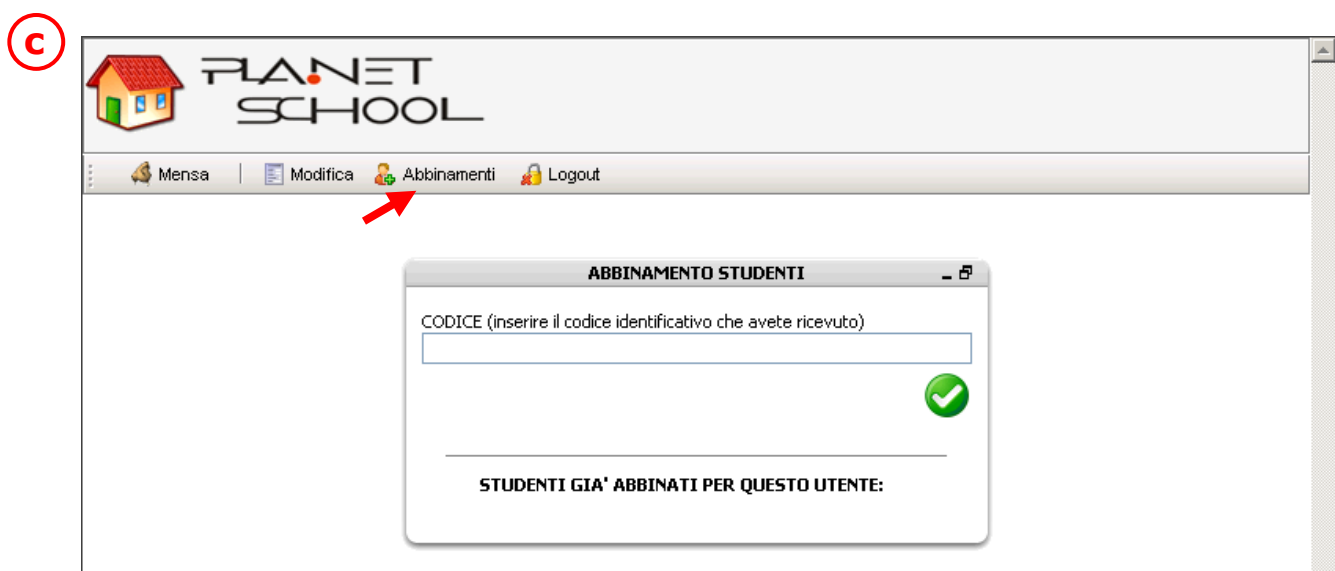 c
PLANET
SCHOOL
Mensa | Modifica Abbinamenti Logout
ABBINAMENTO STUDENTI
CODICE (inserire il codice identificativo che avete ricevuto)
STUDENTI GIA' ABBINATI PER QUESTO UTENTE: